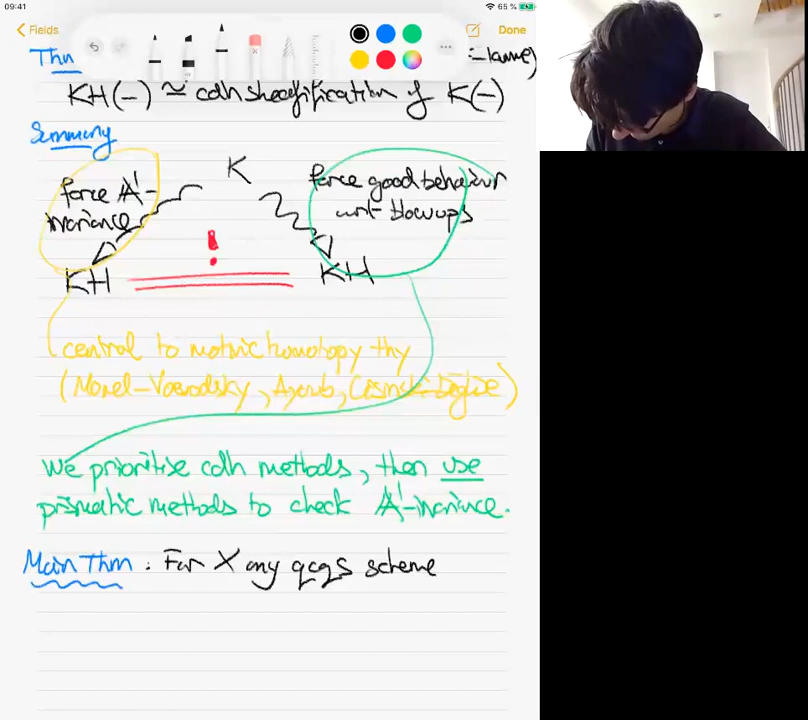 09:41
65 %
Fields
Done
Thm
KH(-) ≃ cdh sheafification of K(-)
Summary
K
force A¹-
invariance
force good behaviour
wrt blowups
!
KH
KH
central to motivic homotopy thy
(Morel-Voevodsky, Ayoub, Cisinski-Déglise)
We prioritise cdh methods, then use
prismatic methods to check A¹-invariance.
Main Thm : For X any qcqs scheme